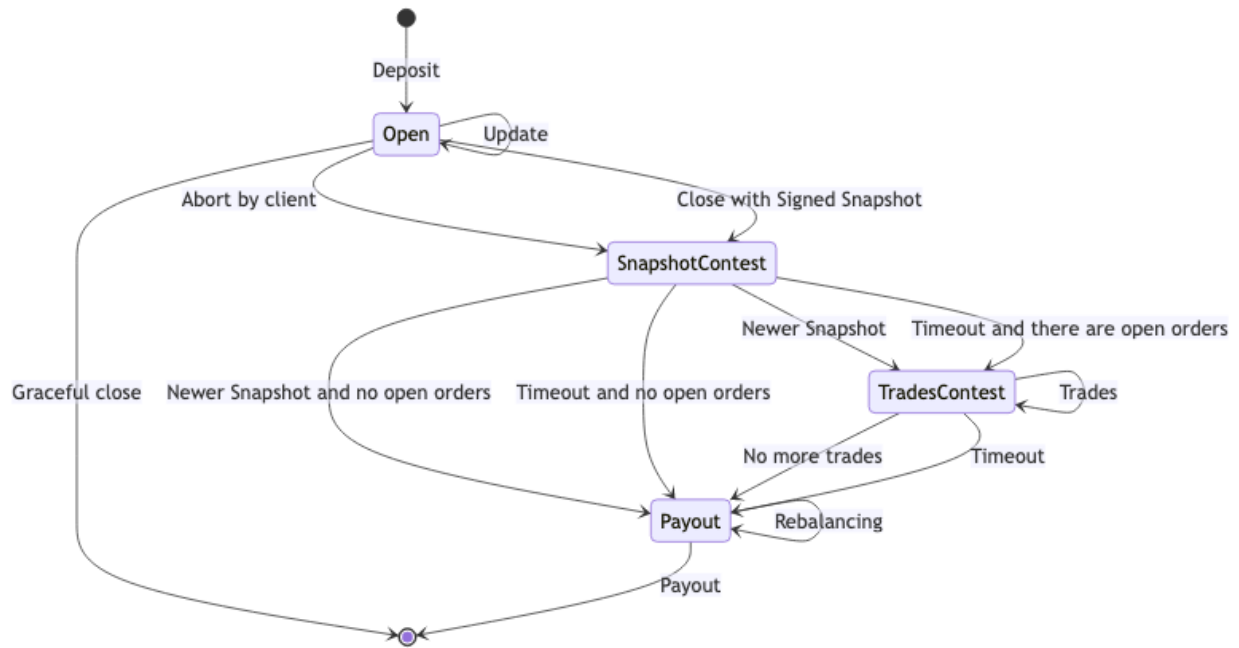 Deposit
Open
Update
Abort by client
Close with Signed Snapshot
SnapshotContest
Newer Snapshot
Timeout and there are open orders
Graceful close
Newer Snapshot and no open orders
Timeout and no open orders
TradesContest
Trades
No more trades
Timeout
Payout
Rebalancing
Payout